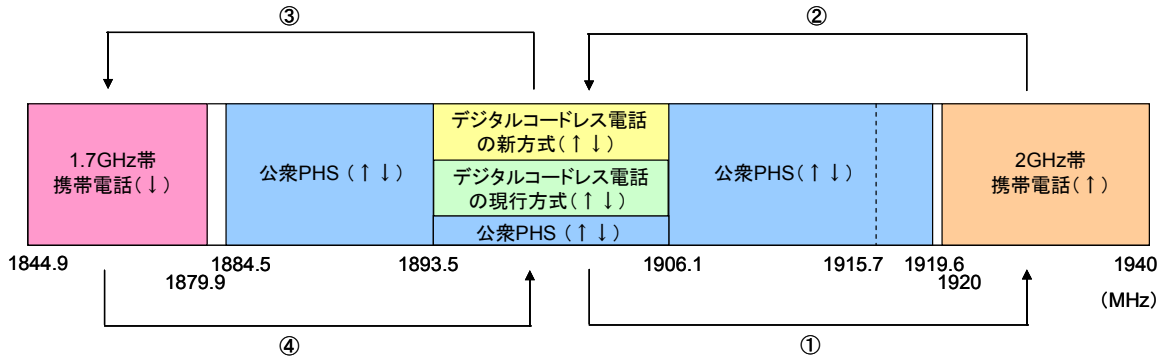 ③
②
1.7GHz帯
携帯電話(↓)
公衆PHS(↑↓)
デジタルコードレス電話
の新方式(↑↓)
デジタルコードレス電話
の現行方式(↑↓)
公衆PHS(↑↓)
公衆PHS(↑↓)
2GHz帯
携帯電話(↑)
1844.9
1879.9
1884.5
1893.5
1906.1
1915.7
1919.6
1920
1940
(MHz)
④
①